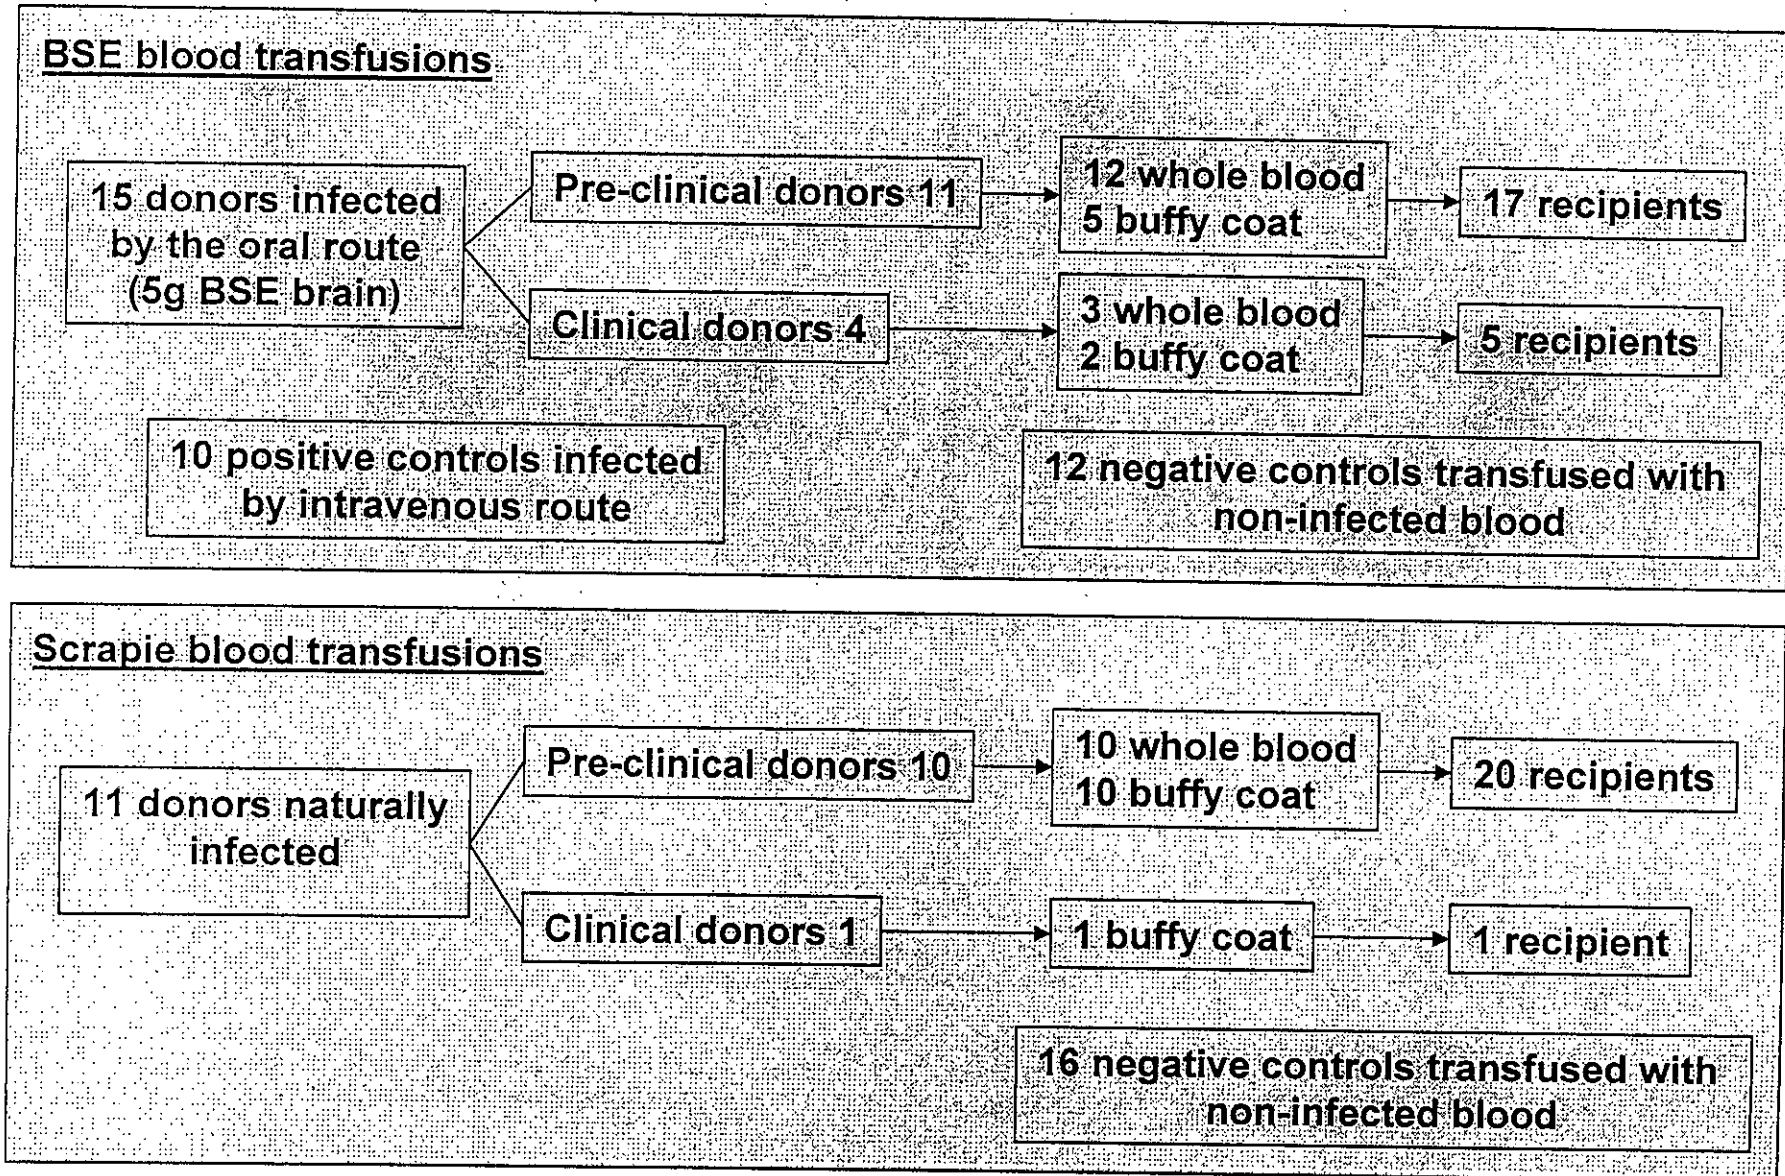 BSE blood transfusions
15 donors infected
by the oral route
(5g BSE brain)
Pre-clinical donors 11
12 whole blood
5 buffy coat
17 recipients
Clinical donors 4
3 whole blood
2 buffy coat
5 recipients
10 positive controls infected
by intravenous route
12 negative controls transfused with
non-infected blood
Scrapie blood transfusions
11 donors naturally
infected
Pre-clinical donors 10
10 whole blood
10 buffy coat
20 recipients
Clinical donors 1
1 buffy coat
1 recipient
16 negative controls transfused with
non-infected blood